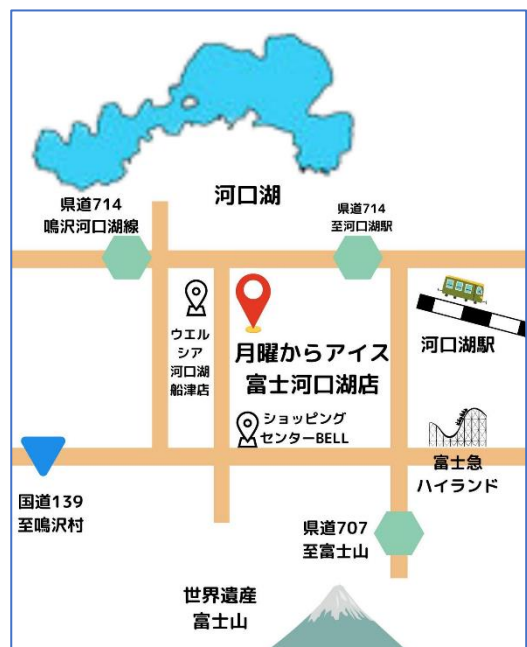 河口湖
県道714
鳴沢河口湖線
県道714
至河口湖駅
ウエル
シア
河口湖
船津店
月曜からアイス
富士河口湖店
河口湖駅
ショッピング
センターBELL
富士急
ハイランド
国道139
至鳴沢村
県道707
至富士山
世界遺産
富士山